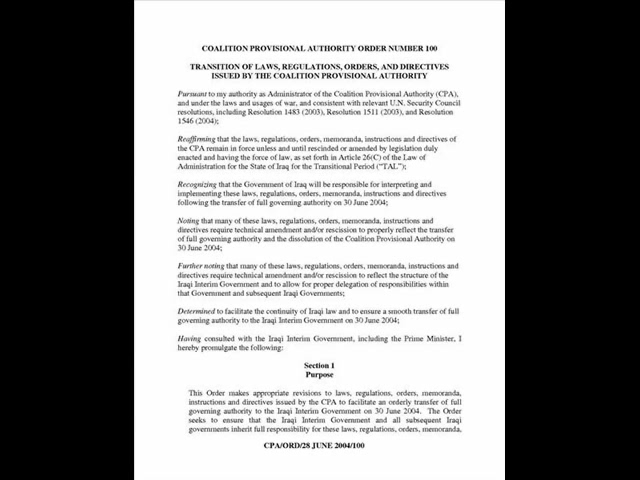 COALITION PROVISIONAL AUTHORITY ORDER NUMBER 100
TRANSITION OF LAWS, REGULATIONS, ORDERS, AND DIRECTIVES
ISSUED BY THE COALITION PROVISIONAL AUTHORITY
Pursuant to my authority as Administrator of the Coalition Provisional Authority (CPA),
and under the laws and usages of war, and consistent with relevant U.N. Security Council
resolutions, including Resolution 1483 (2003), Resolution 1511 (2003), and Resolution
1546 (2004);
Reaffirming that the laws, regulations, orders, memoranda, instructions and directives of
the CPA remain in force unless and until rescinded or amended by legislation duly
enacted and having the force of law, as set forth in Article 26(C) of the Law of
Administration for the State of Iraq for the Transitional Period (“TAL”);
Recognizing that the Government of Iraq will be responsible for interpreting and
implementing these laws, regulations, orders, memoranda, instructions and directives
following the transfer of full governing authority on 30 June 2004;
Noting that many of these laws, regulations, orders, memoranda, instructions and
directives require technical amendment and/or rescission to properly reflect the transfer
of full governing authority and the dissolution of the Coalition Provisional Authority on
30 June 2004;
Further noting that many of these laws, regulations, orders, memoranda, instructions and
directives require technical amendment and/or rescission to reflect the structure of the
Iraqi Interim Government and to allow for proper delegation of responsibilities within
that Government and subsequent Iraqi Governments;
Determined to facilitate the continuity of Iraqi law and to ensure a smooth transfer of full
governing authority to the Iraqi Interim Government on 30 June 2004;
Having consulted with the Iraqi Interim Government, including the Prime Minister, I
hereby promulgate the following:
Section 1
Purpose
This Order makes appropriate revisions to laws, regulations, orders, memoranda,
instructions and directives issued by the CPA to facilitate an orderly transfer of full
governing authority to the Iraqi Interim Government on 30 June 2004. The Order
seeks to ensure that the Iraqi Interim Government and all subsequent Iraqi
governments inherit full responsibility for these laws, regulations, orders, memoranda,
CPA/ORD/28 JUNE 2004/100